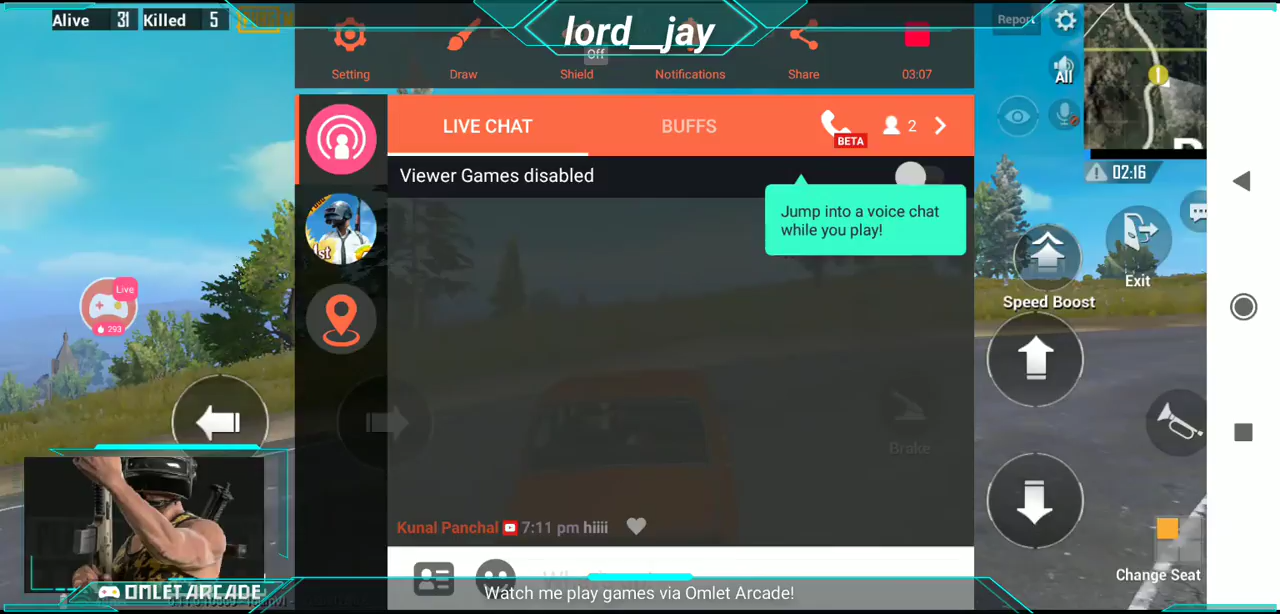 Alive 31 Killed 5
lord__jay
Report
Setting
Draw
Off
Shield
Notifications
Share
03:07
All
LIVE CHAT
BUFFS
BETA
2
Viewer Games disabled
02:16
Jump into a voice chat
while you play!
Live
293
Exit
Speed Boost
Brake
Kunal Panchal 7:11 pm hiiii
Change Seat
OMLET ARCADE
Watch me play games via Omlet Arcade!